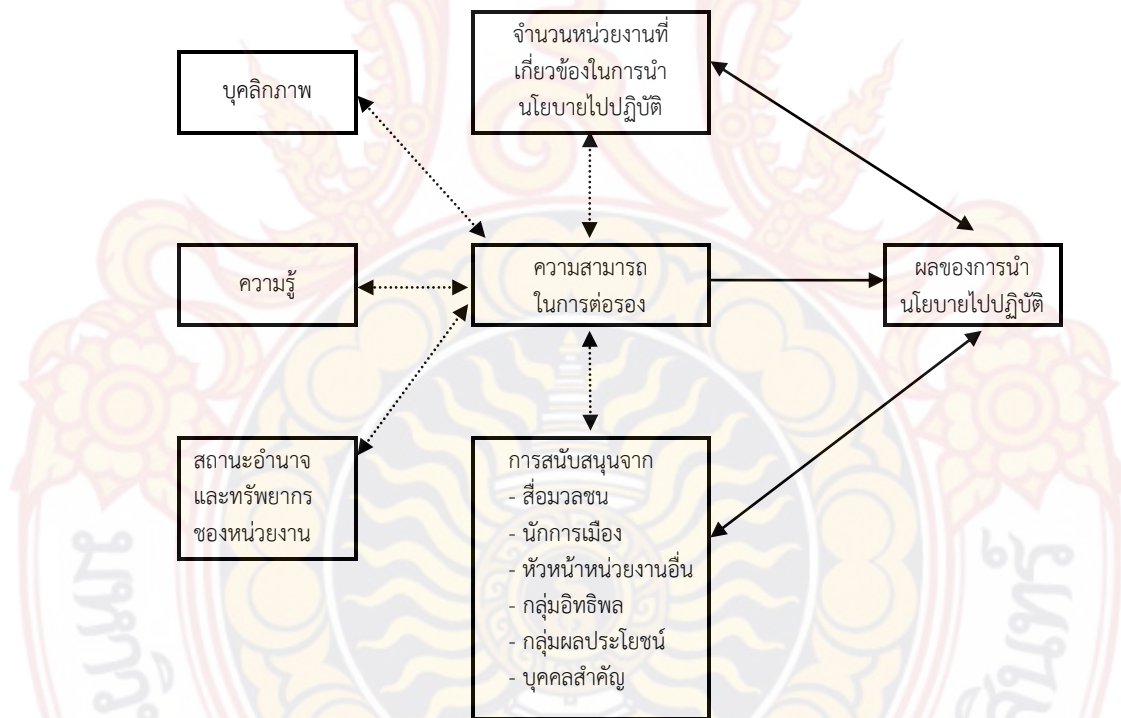 บุคลิกภาพ
จำนวนหน่วยงานที่
เกี่ยวข้องในการนำ
นโยบายไปปฏิบัติ
ความรู้
ความสามารถ
ในการต่อรอง
ผลของการนำ
นโยบายไปปฏิบัติ
สถานะอำนาจ
และทรัพยากร
ชองหน่วยงาน
การสนับสนุนจาก
- สื่อมวลชน
- นักการเมือง
- หัวหน้าหน่วยงานอื่น
- กลุ่มอิทธิพล
- กลุ่มผลประโยชน์
- บุคคลสำคัญ